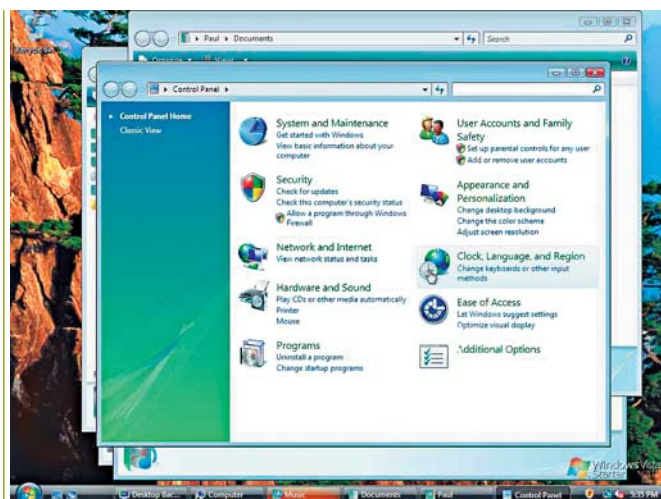 Paul ▸ Documents
Search
Organize
Views
Control Panel ▸
Control Panel Home
Classic View
System and Maintenance
Get started with Windows
View basic information about your
computer
Security
Check for updates
Check this computer's security status
Allow a program through Windows
Firewall
Network and Internet
View network status and tasks
Hardware and Sound
Play CDs or other media automatically
Printer
Mouse
Programs
Uninstall a program
Change startup programs
User Accounts and Family
Safety
Set up parental controls for any user
Add or remove user accounts
Appearance and
Personalization
Change desktop background
Change the color scheme
Adjust screen resolution
Clock, Language, and Region
Change keyboards or other input
methods
Ease of Access
Let Windows suggest settings
Optimize visual display
Additional Options
Windows Vista
Starter
Desktop Bac...
Computer
Music
Documents
Paul
Control Panel
5:35 PM